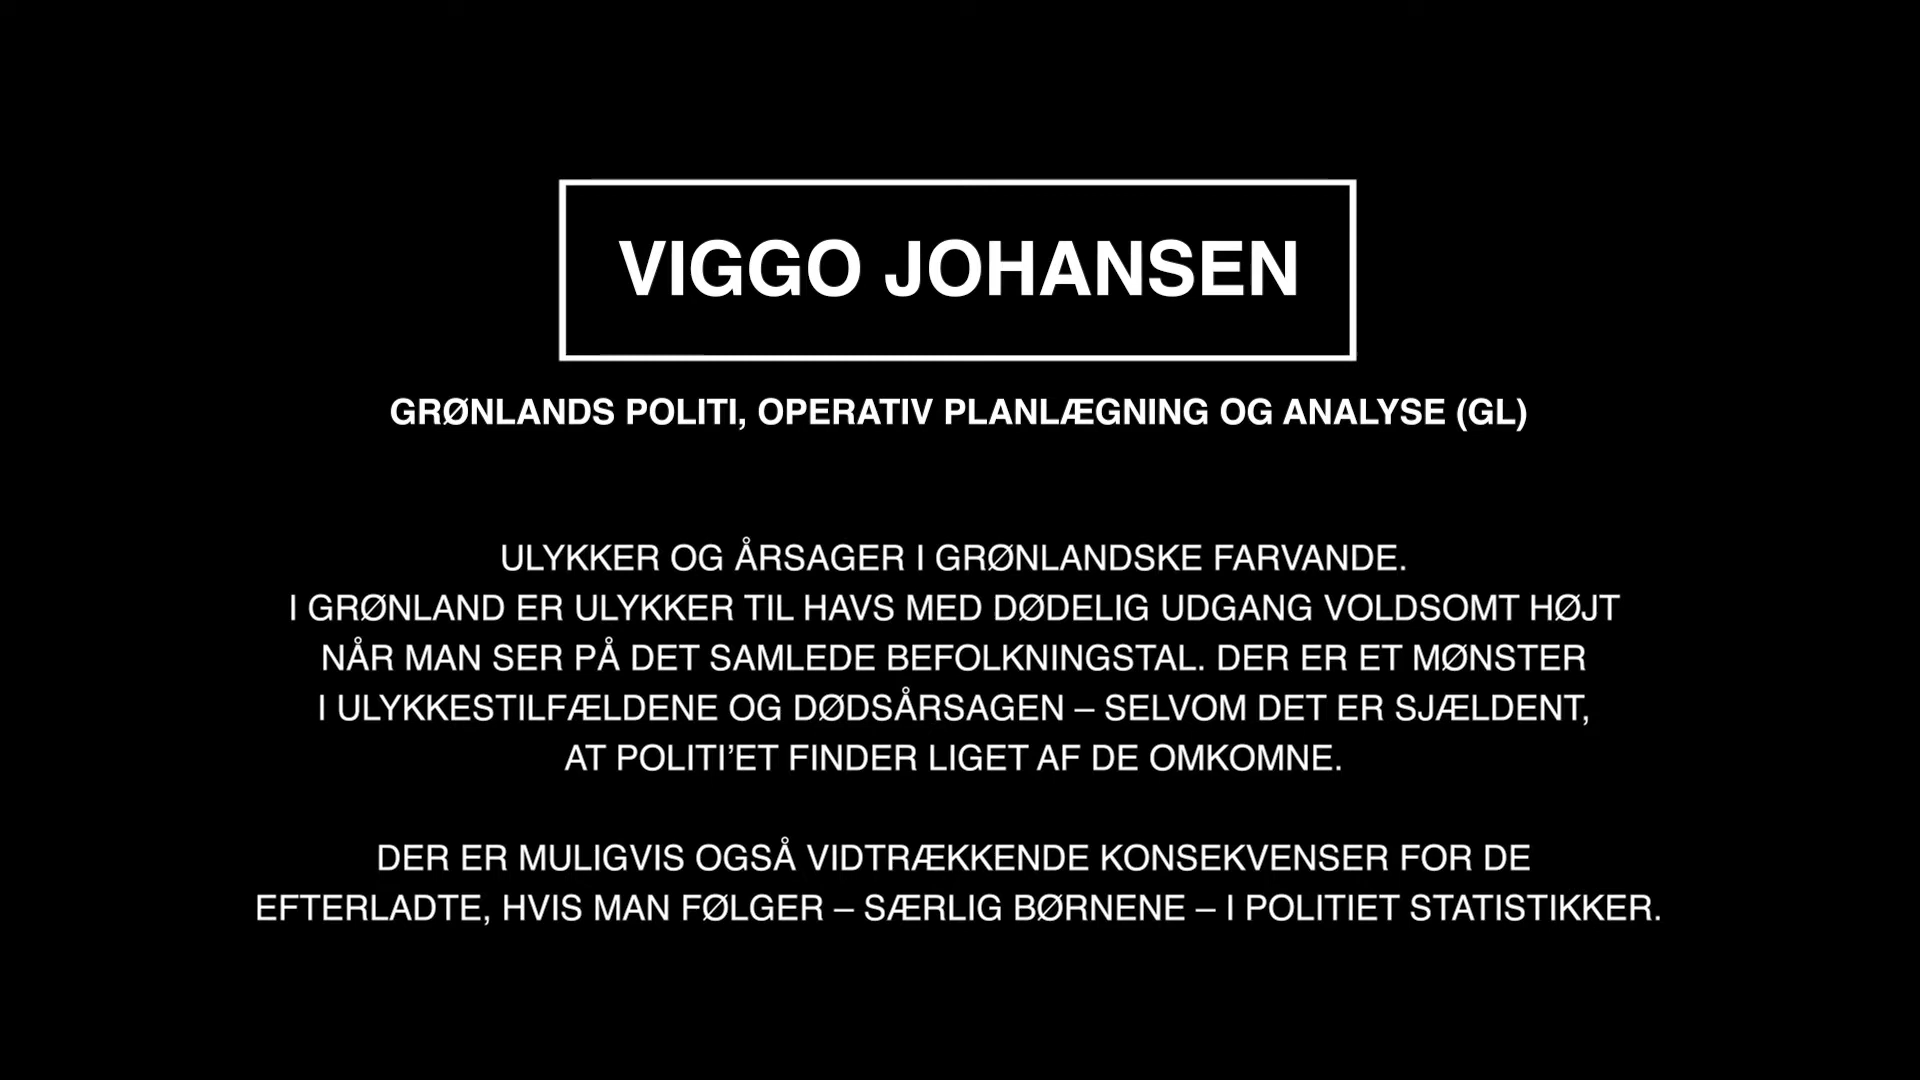 VIGGO JOHANSEN
GRØNLANDS POLITI, OPERATIV PLANLÆGNING OG ANALYSE (GL)
ULYKKER OG ÅRSAGER I GRØNLANDSKE FARVANDE.
I GRØNLAND ER ULYKKER TIL HAVS MED DØDELIG UDGANG VOLDSOMT HØJT
NÅR MAN SER PÅ DET SAMLEDE BEFOLKNINGSTAL. DER ER ET MØNSTER
I ULYKKESTILFÆLDENE OG DØDSÅRSAGEN – SELVOM DET ER SJÆLDENT,
AT POLITI’ET FINDER LIGET AF DE OMKOMNE.
DER ER MULIGVIS OGSÅ VIDTRÆKKENDE KONSEKVENSER FOR DE
EFTERLADTE, HVIS MAN FØLGER – SÆRLIG BØRNENE – I POLITIET STATISTIKKER.